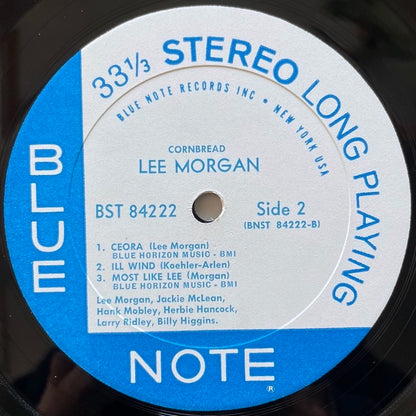 33 1/3 STEREO LONG PLAYING
BLUE NOTE RECORDS INC • NEW YORK USA
CORNBREAD
LEE MORGAN
BST 84222
Side 2
(BNST 84222-B)
1. CEORA (Lee Morgan)
BLUE HORIZON MUSIC - BMI
2. ILL WIND (Koehler-Arlen)
3. MOST LIKE LEE (Morgan)
BLUE HORIZON MUSIC - BMI
Lee Morgan, Jackie McLean,
Hank Mobley, Herbie Hancock,
Larry Ridley, Billy Higgins.
BLUE
NOTE ®